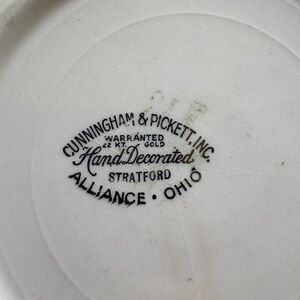 CUNNINGHAM & PICKETT, INC.
WARRANTED
22 KT. GOLD
Hand Decorated
STRATFORD
ALLIANCE • OHIO